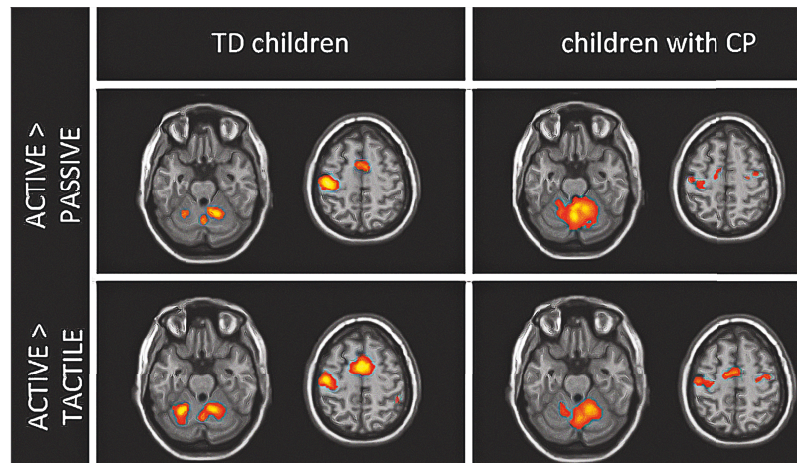 TD children
children with CP
ACTIVE >
PASSIVE
ACTIVE >
TACTILE